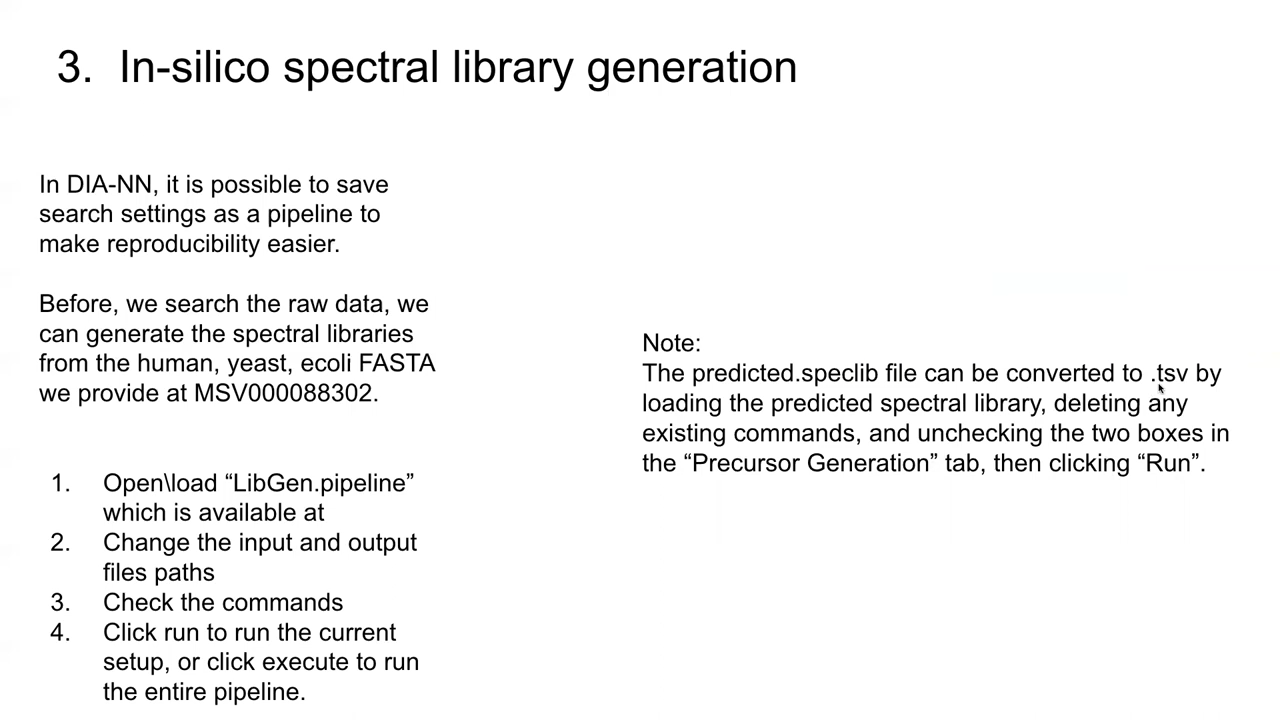 3. In-silico spectral library generation
In DIA-NN, it is possible to save
search settings as a pipeline to
make reproducibility easier.
Before, we search the raw data, we
can generate the spectral libraries
from the human, yeast, ecoli FASTA
we provide at MSV000088302.
1. Open\load “LibGen.pipeline”
which is available at
2. Change the input and output
files paths
3. Check the commands
4. Click run to run the current
setup, or click execute to run
the entire pipeline.
Note:
The predicted.speclib file can be converted to .tsv by
loading the predicted spectral library, deleting any
existing commands, and unchecking the two boxes in
the “Precursor Generation” tab, then clicking “Run”.